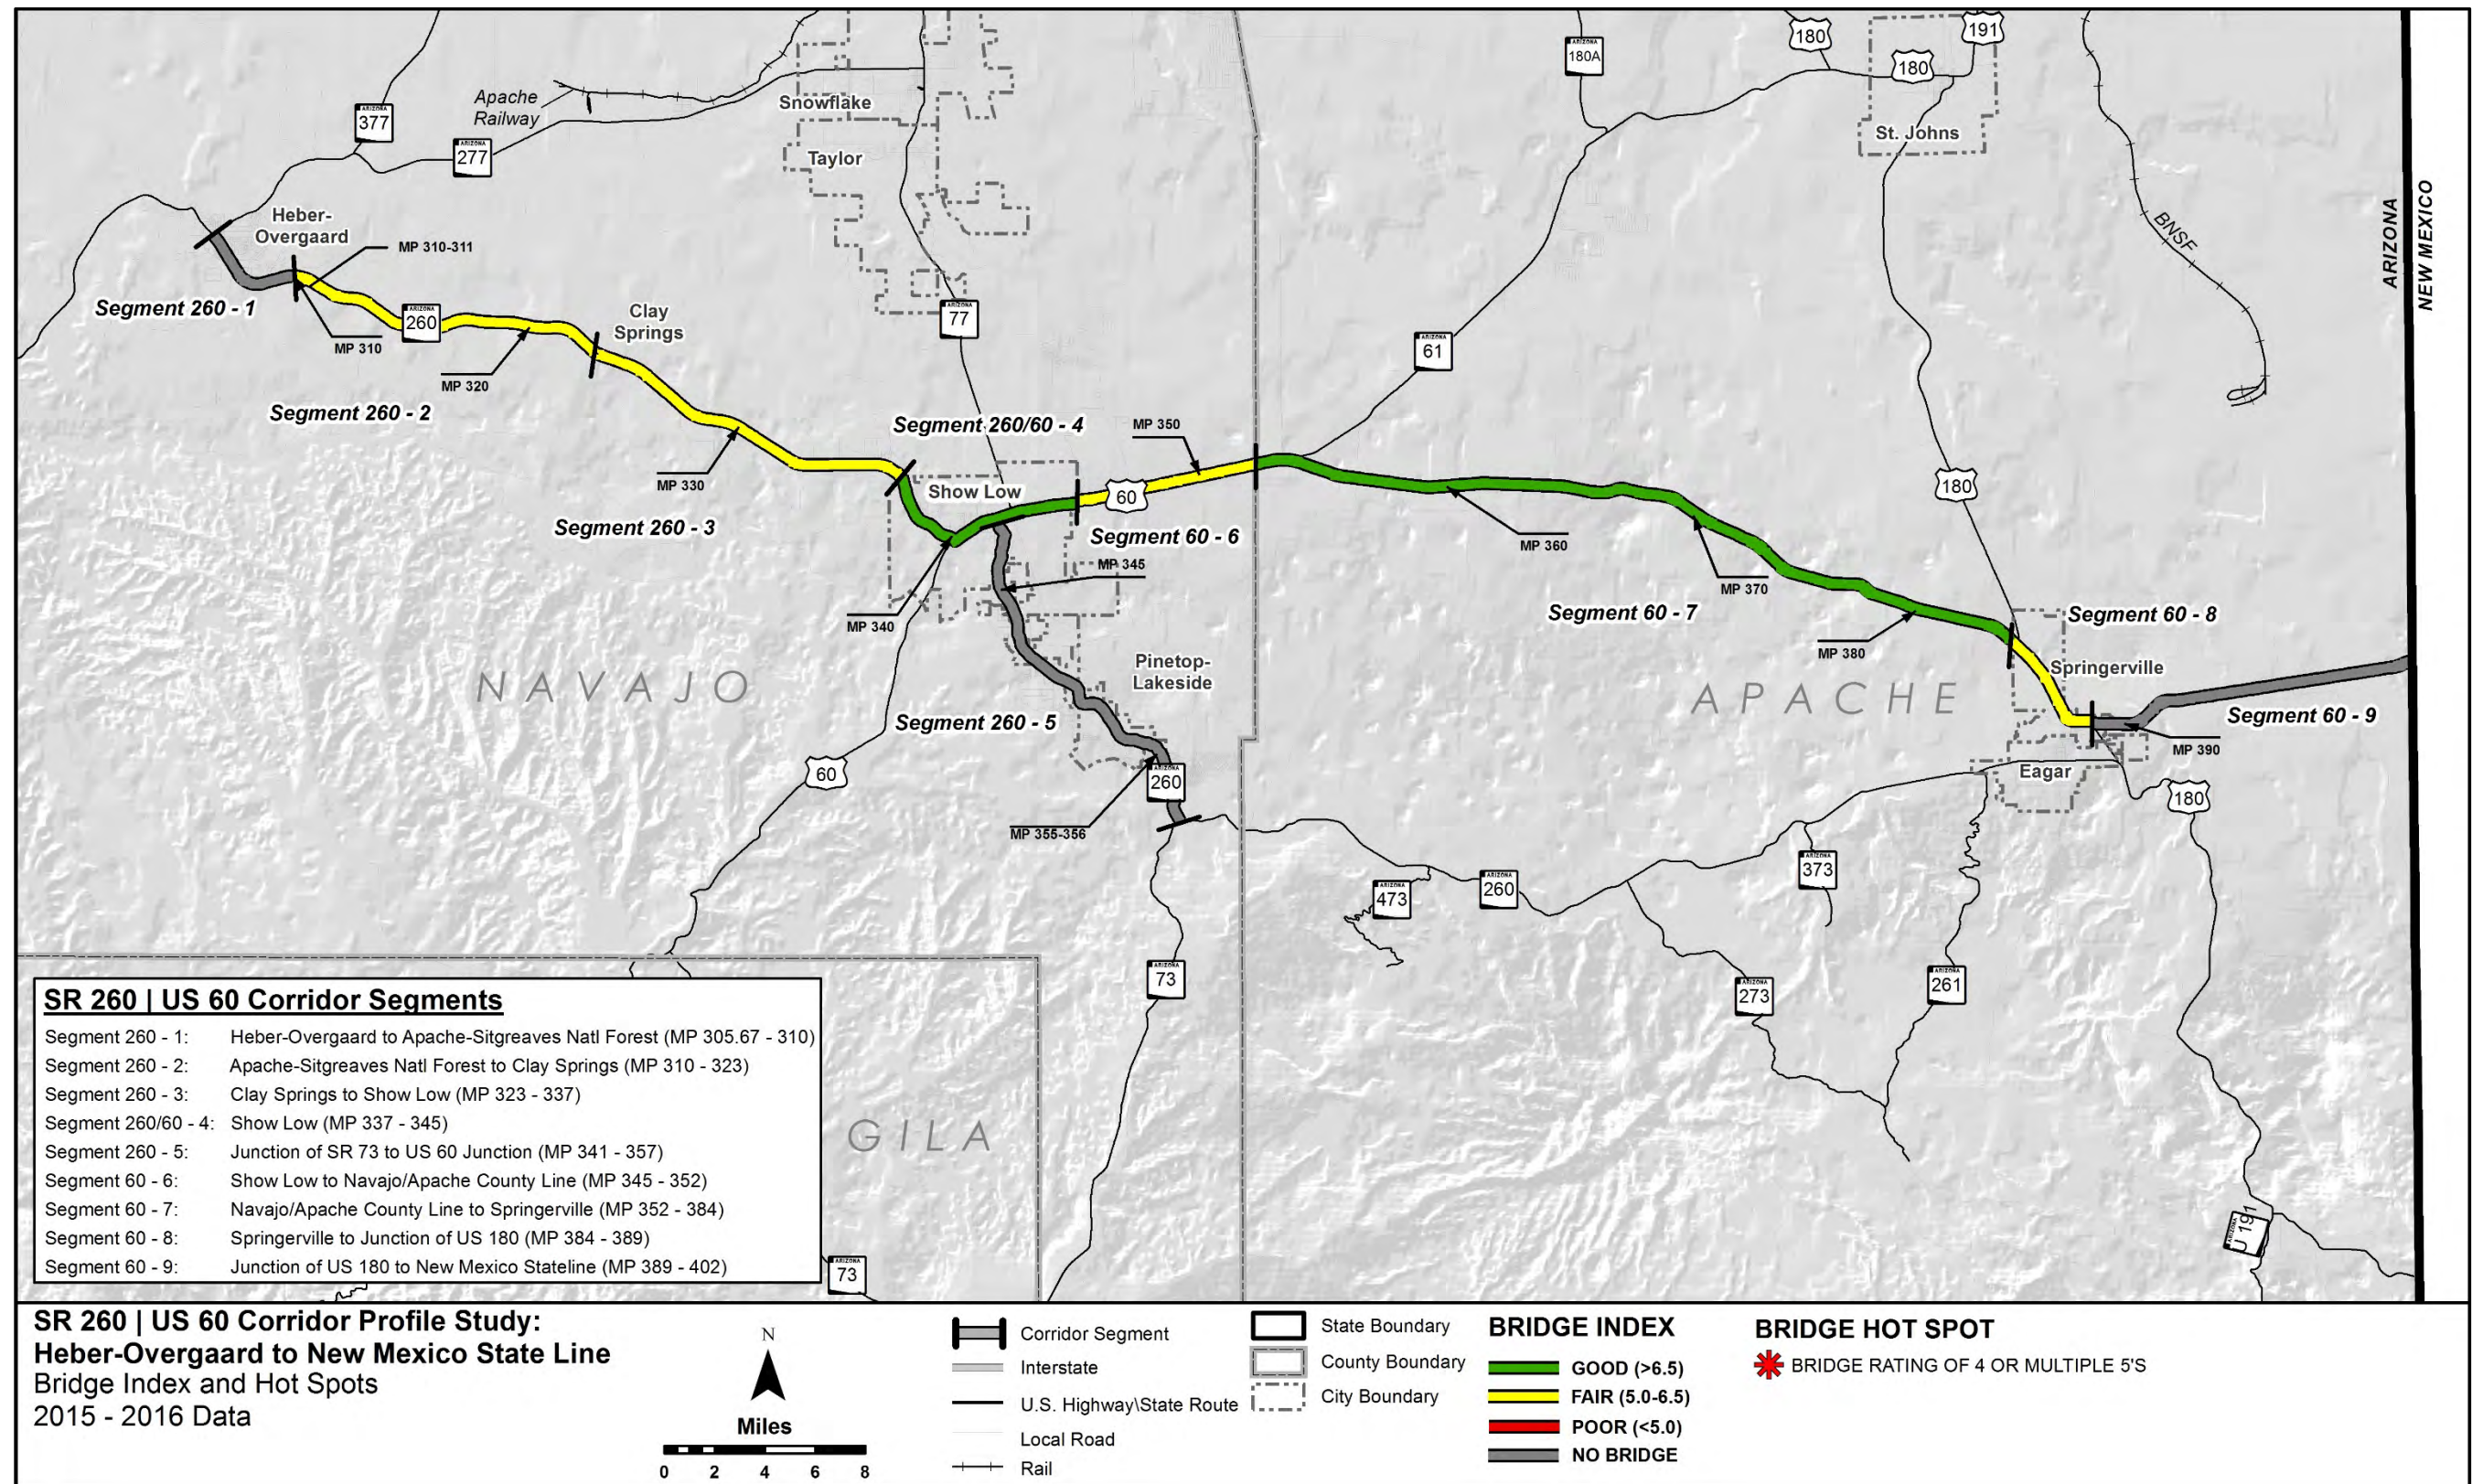 180
191
ARIZONA
180A
180
Apache
Railway
Snowflake
ARIZONA
377
St. Johns
ARIZONA
277
Taylor
ARIZONA
NEW MEXICO
BNSF
Heber-
Overgaard
MP 310-311
Segment 260 - 1
ARIZONA
260
Clay
Springs
ARIZONA
77
MP 310
ARIZONA
61
MP 320
Segment 260 - 2
Segment 260/60 - 4
MP 350
MP 330
Show Low
60
180
Segment 260 - 3
Segment 60 - 6
MP 360
MP 345
MP 370
MP 340
Segment 60 - 7
Segment 60 - 8
MP 380
Pinetop-
Lakeside
Springerville
NAVAJO
APACHE
Segment 260 - 5
Segment 60 - 9
MP 390
60
ARIZONA
260
Eagar
180
MP 355-356
ARIZONA
373
ARIZONA
473
ARIZONA
260
ARIZONA
73
ARIZONA
273
ARIZONA
261
GILA
ARIZONA
U 191
ARIZONA
73
SR 260 | US 60 Corridor Segments
Segment 260 - 1: Heber-Overgaard to Apache-Sitgreaves Natl Forest (MP 305.67 - 310)
Segment 260 - 2: Apache-Sitgreaves Natl Forest to Clay Springs (MP 310 - 323)
Segment 260 - 3: Clay Springs to Show Low (MP 323 - 337)
Segment 260/60 - 4: Show Low (MP 337 - 345)
Segment 260 - 5: Junction of SR 73 to US 60 Junction (MP 341 - 357)
Segment 60 - 6: Show Low to Navajo/Apache County Line (MP 345 - 352)
Segment 60 - 7: Navajo/Apache County Line to Springerville (MP 352 - 384)
Segment 60 - 8: Springerville to Junction of US 180 (MP 384 - 389)
Segment 60 - 9: Junction of US 180 to New Mexico Stateline (MP 389 - 402)
SR 260 | US 60 Corridor Profile Study:
Heber-Overgaard to New Mexico State Line
Bridge Index and Hot Spots
2015 - 2016 Data
N
Miles
0 2 4 6 8
Corridor Segment
Interstate
U.S. Highway\State Route
Local Road
Rail
State Boundary
County Boundary
City Boundary
BRIDGE INDEX
GOOD (>6.5)
FAIR (5.0-6.5)
POOR (<5.0)
NO BRIDGE
BRIDGE HOT SPOT
BRIDGE RATING OF 4 OR MULTIPLE 5'S